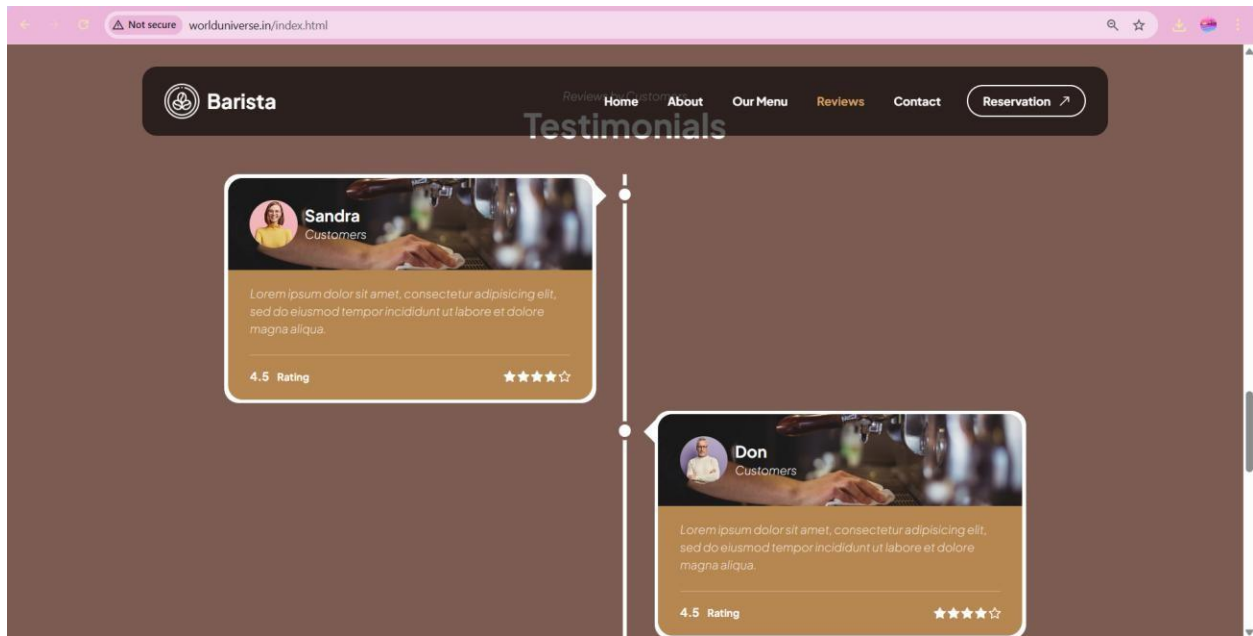 Not secure worlduniverse.in/index.html
Barista
Home About Our Menu Reviews Contact Reservation
Reviews by Customers
Testimonials
Sandra
Customers
Lorem ipsum dolor sit amet, consectetur adipisicing elit,
sed do eiusmod tempor incididunt ut labore et dolore
magna aliqua.
4.5 Rating
Don
Customers
Lorem ipsum dolor sit amet, consectetur adipisicing elit,
sed do eiusmod tempor incididunt ut labore et dolore
magna aliqua.
4.5 Rating